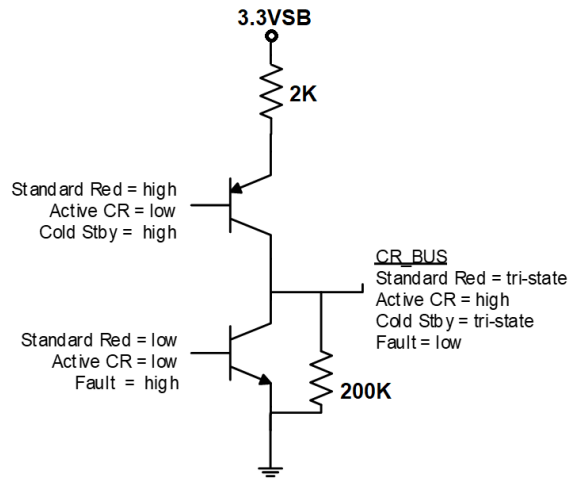 3.3VSB
2K
Standard Red = high
Active CR = low
Cold Stby = high
CR_BUS
Standard Red = tri-state
Active CR = high
Cold Stby = tri-state
Fault = low
Standard Red = low
Active CR = low
Fault = high
200K